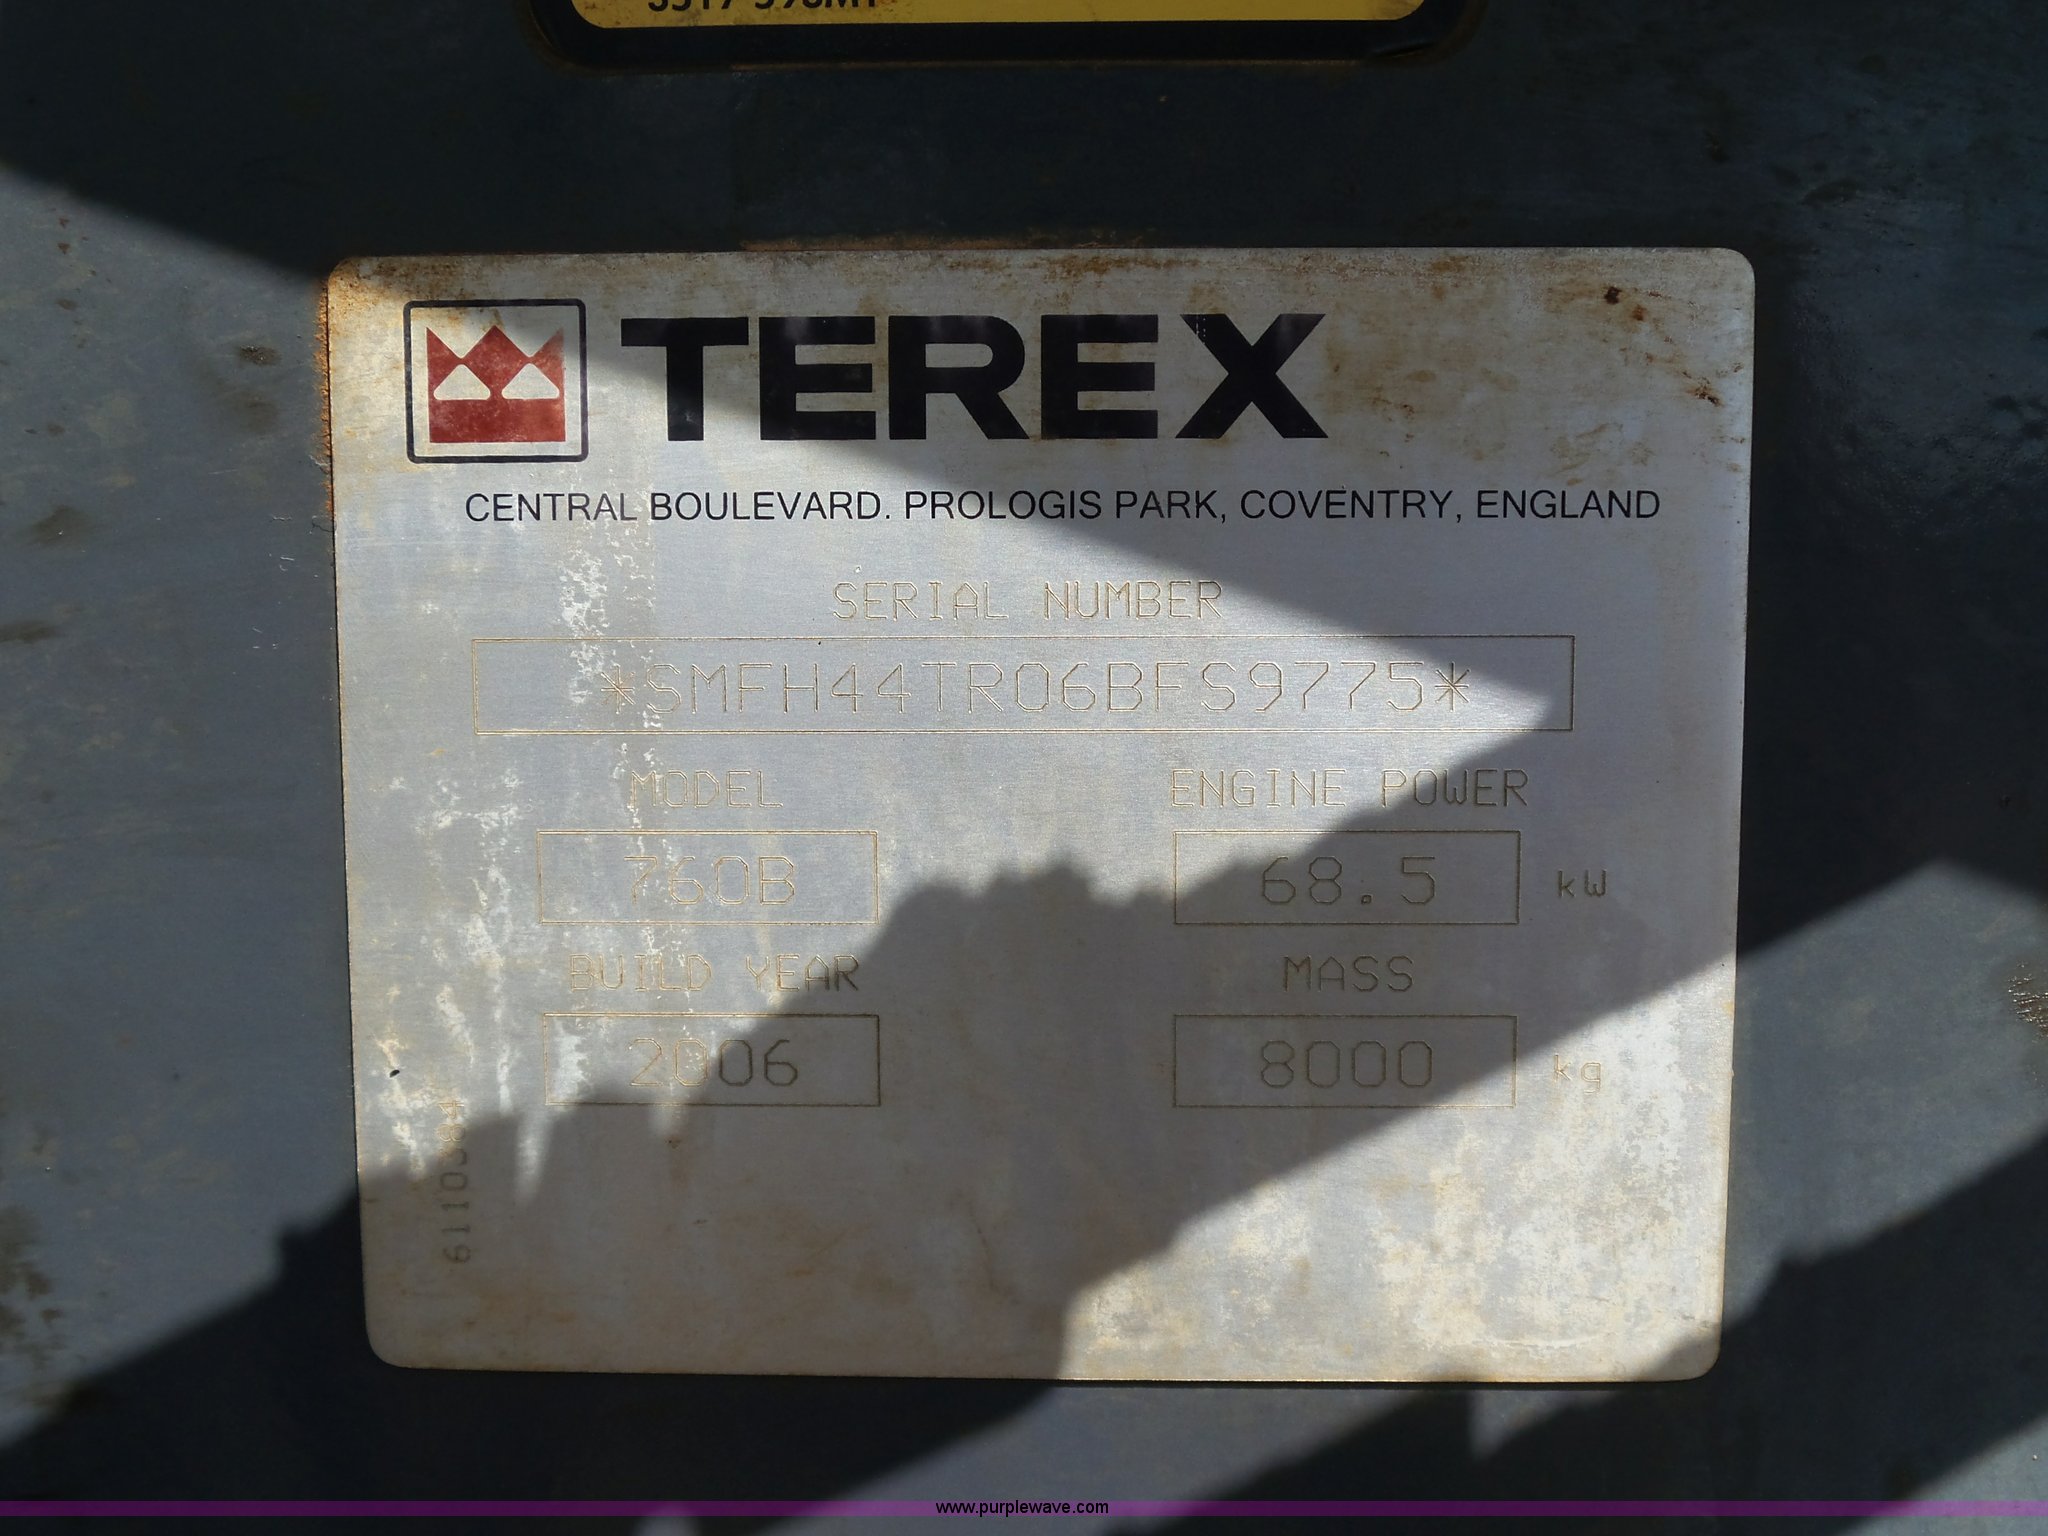 TEREX
CENTRAL BOULEVARD. PROLOGIS PARK, COVENTRY, ENGLAND
SERIAL NUMBER
*SMFH44TR06BFS9775*
MODEL ENGINE POWER
760B 68.5 kW
BUILD YEAR MASS
2006 8000 kg
6110384
www.purplewave.com